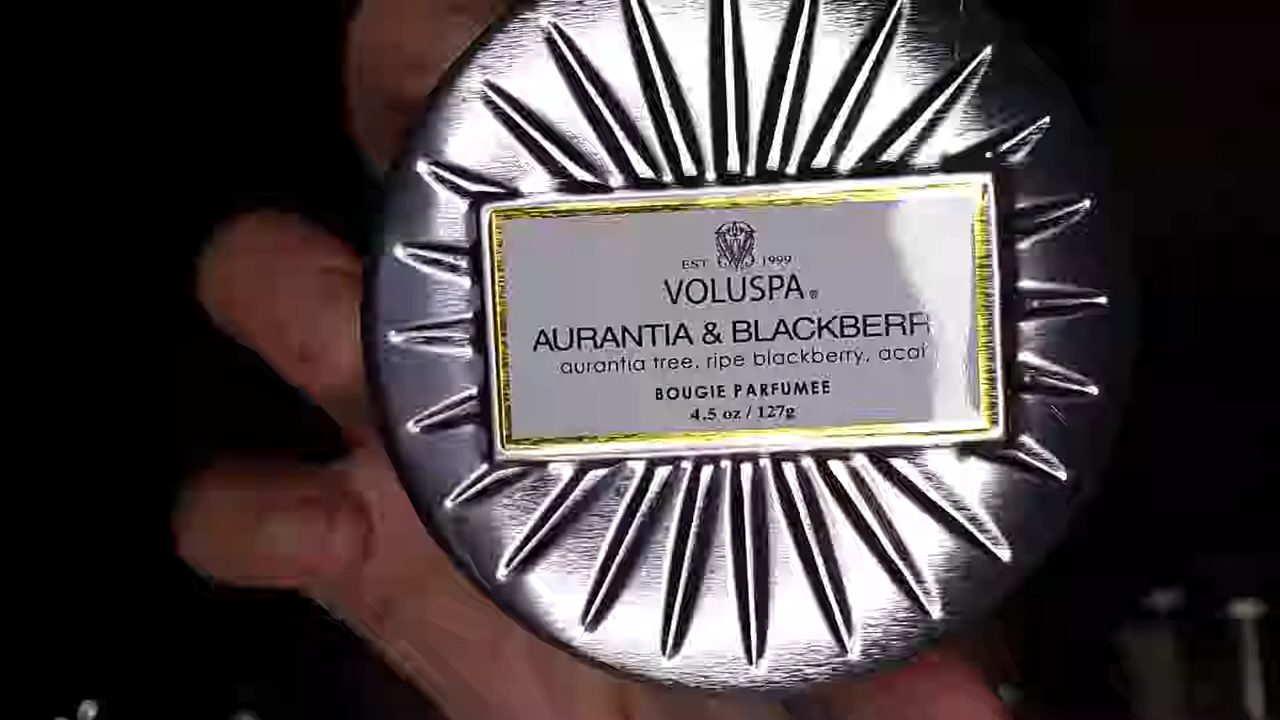 EST 1999
VOLUSPA®
AURANTIA & BLACKBERR
aurantia tree, ripe blackberry, acai
BOUGIE PARFUMEE
4.5 oz / 127g